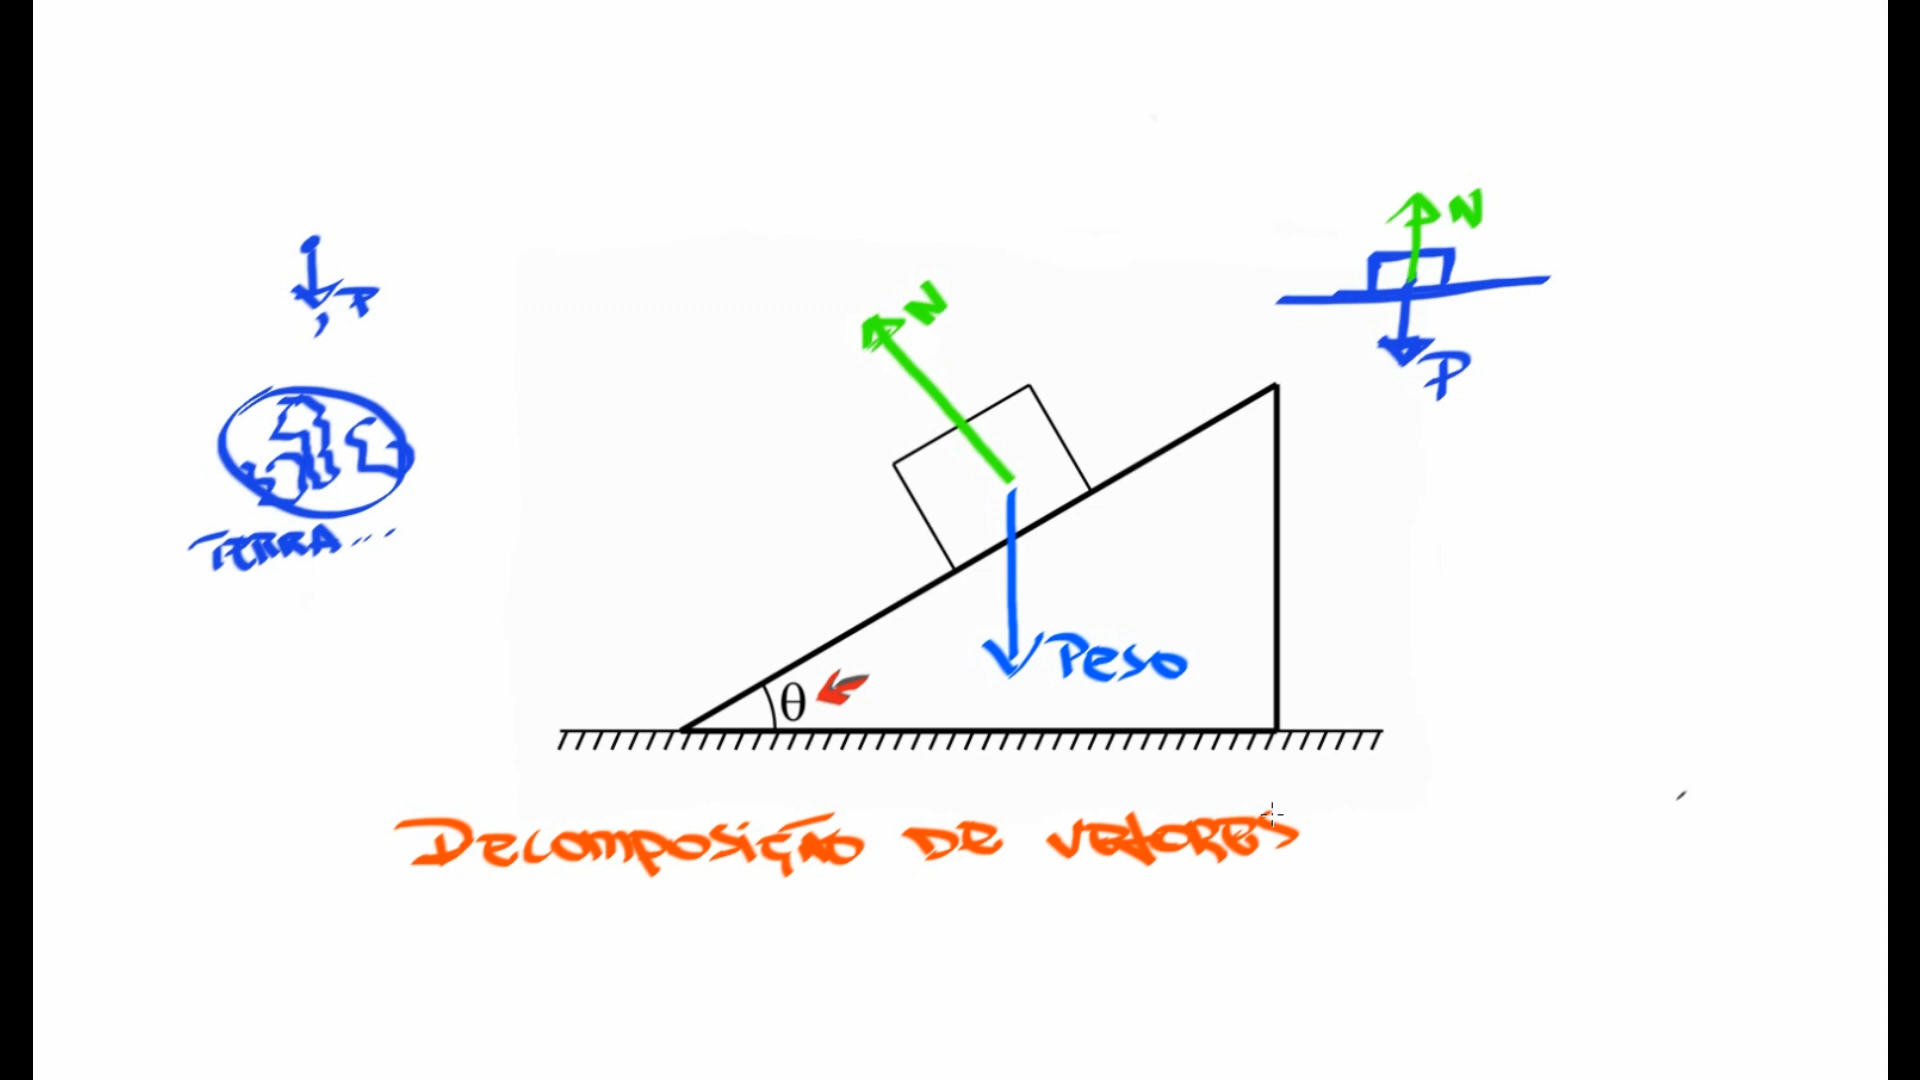 N
P
N
P
TERRA...
Peso
θ
Decomposição DE vetores